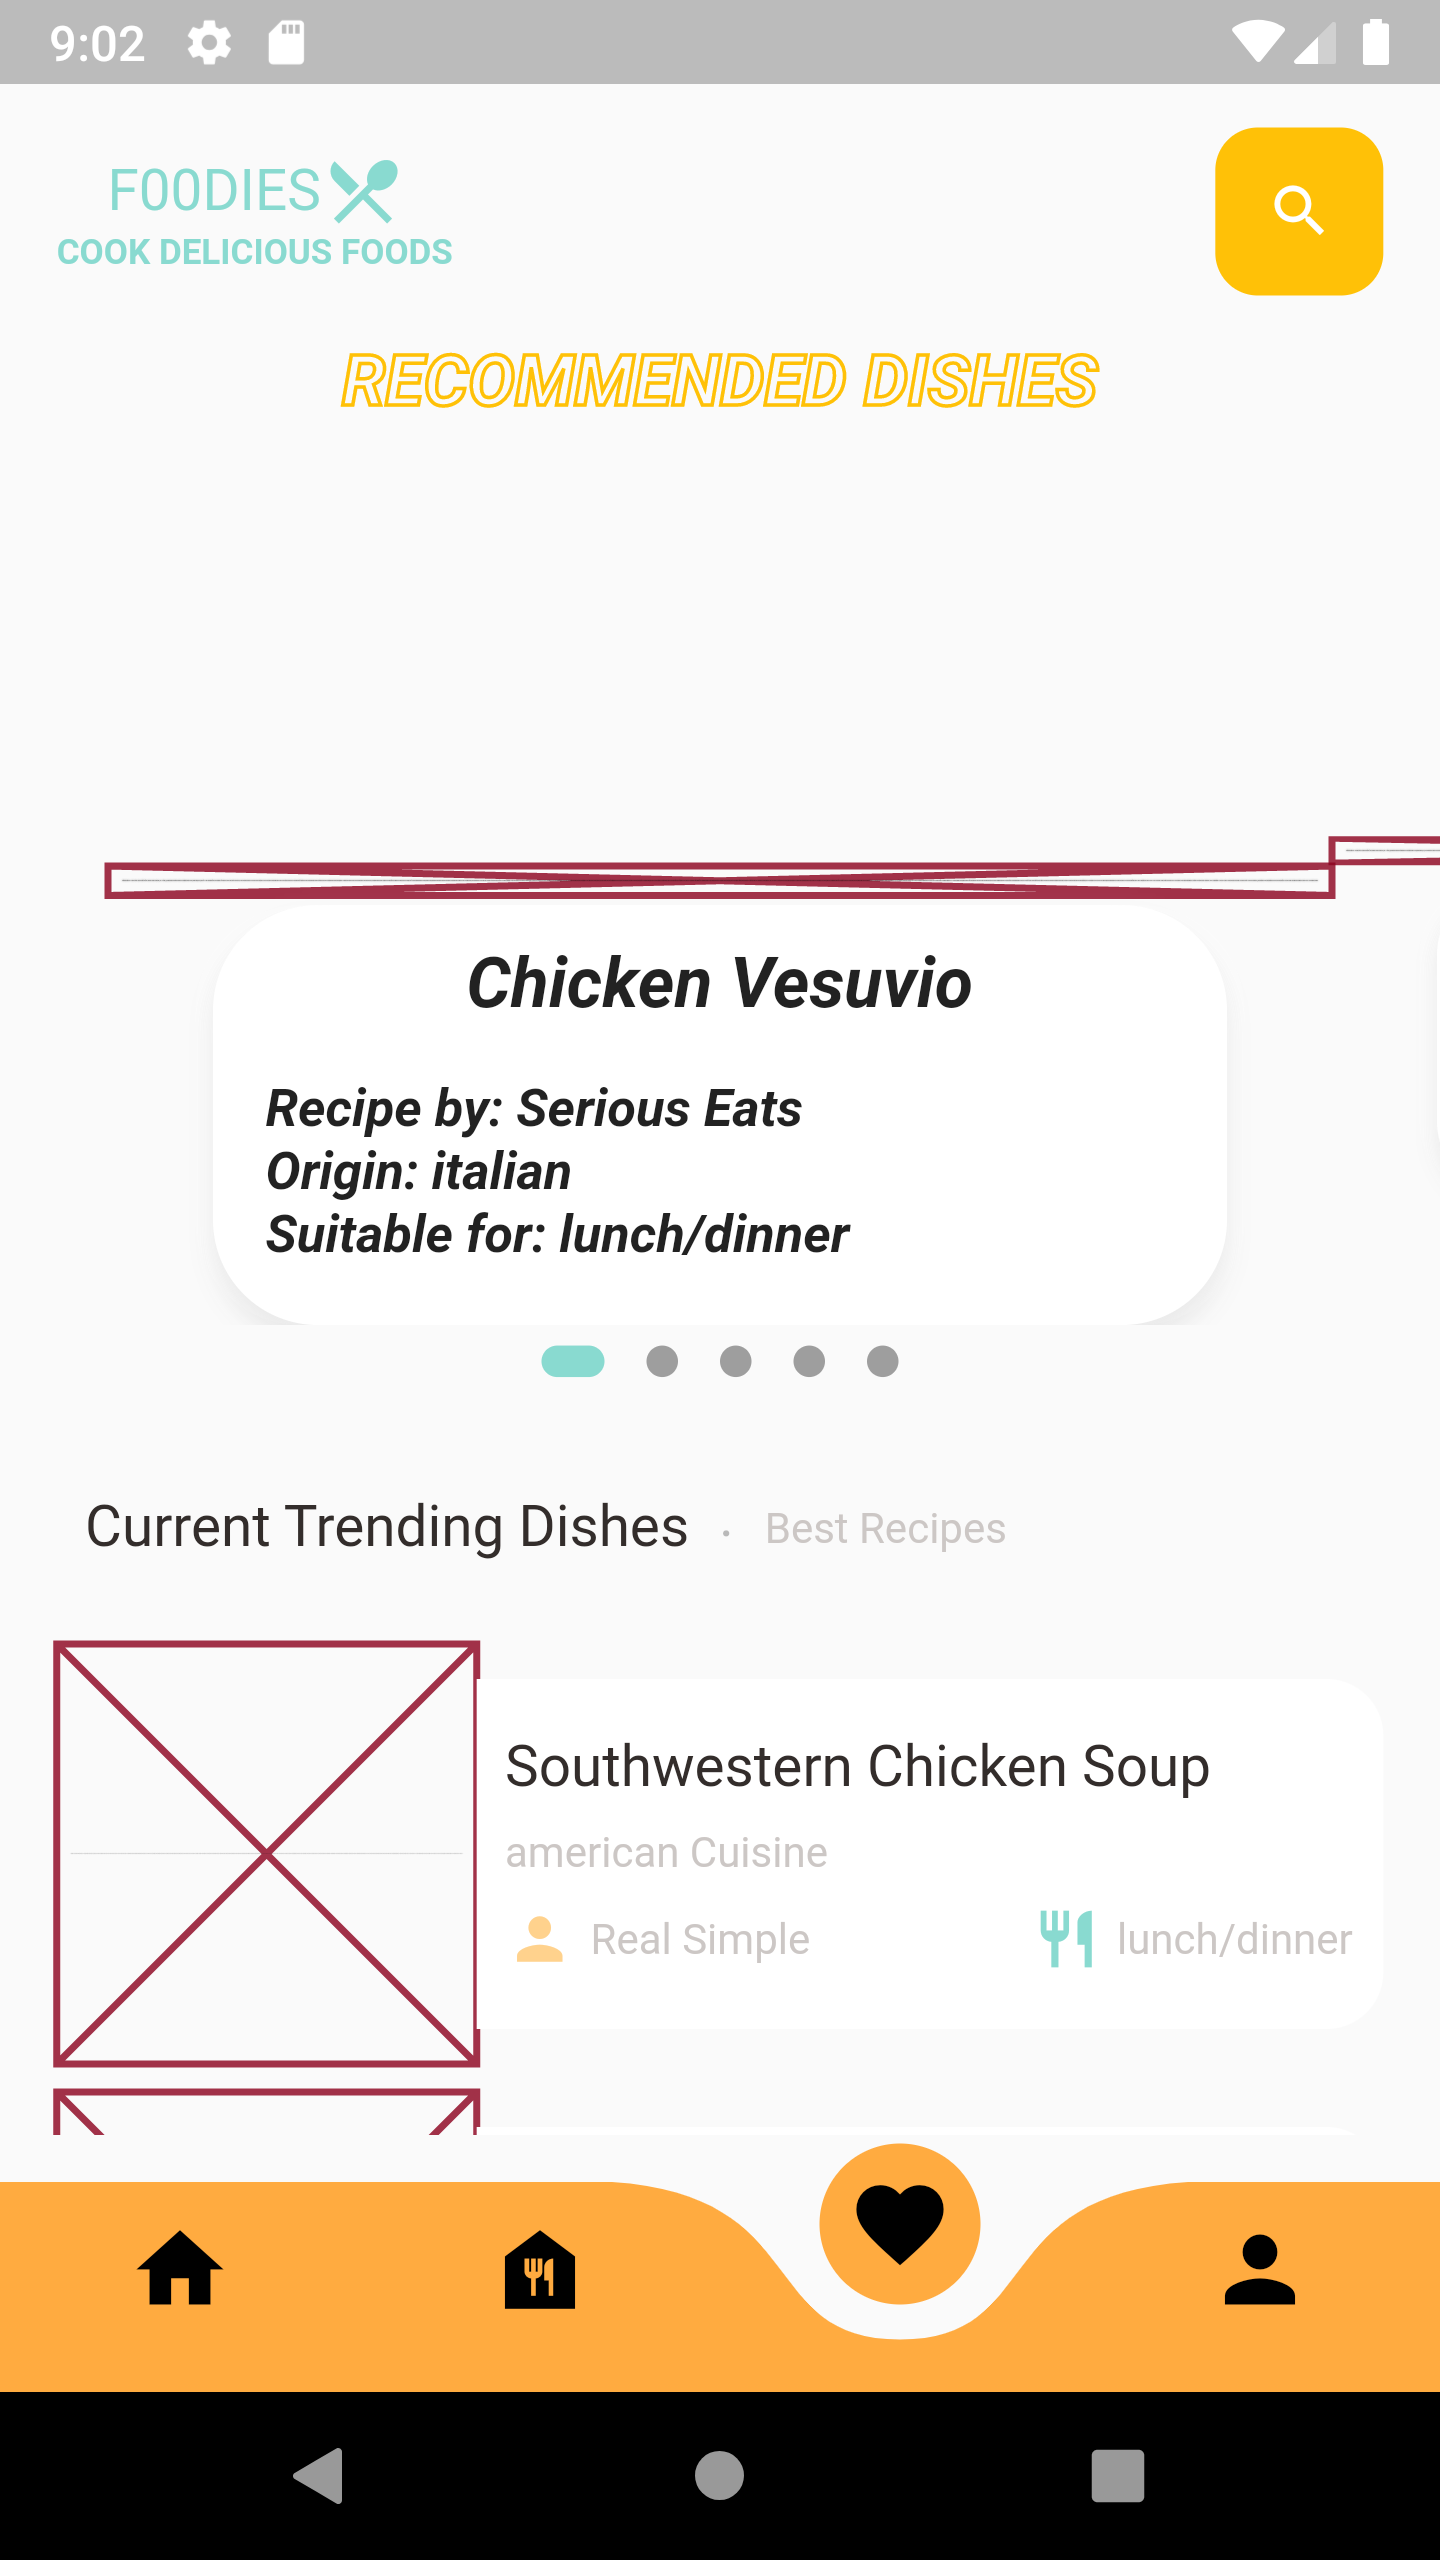 9:02
F00DIES
COOK DELICIOUS FOODS
RECOMMENDED DISHES
Chicken Vesuvio
Recipe by: Serious Eats
Origin: italian
Suitable for: lunch/dinner
Current Trending Dishes · Best Recipes
Southwestern Chicken Soup
american Cuisine
Real Simple lunch/dinner